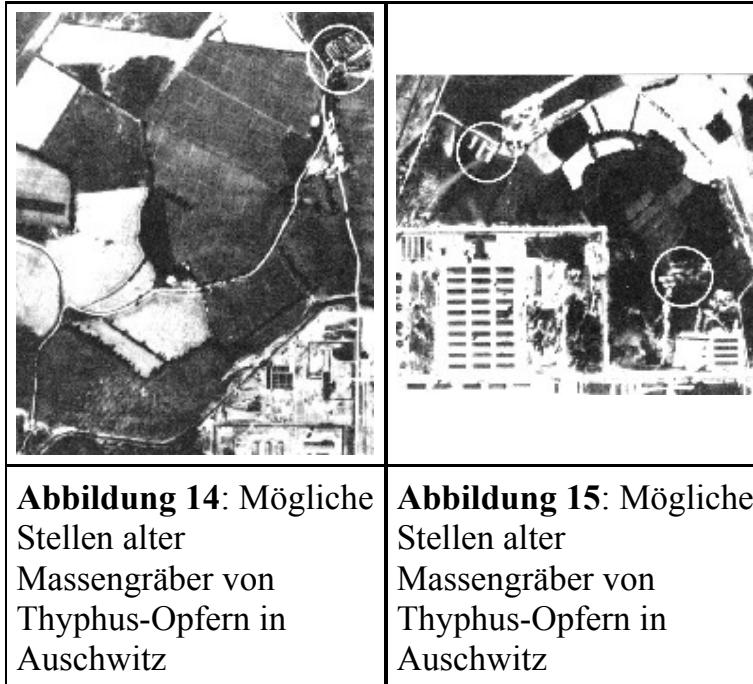 Abbildung 14: Mögliche
Stellen alter
Massengräber von
Thyphus-Opfern in
Auschwitz
Abbildung 15: Mögliche
Stellen alter
Massengräber von
Thyphus-Opfern in
Auschwitz